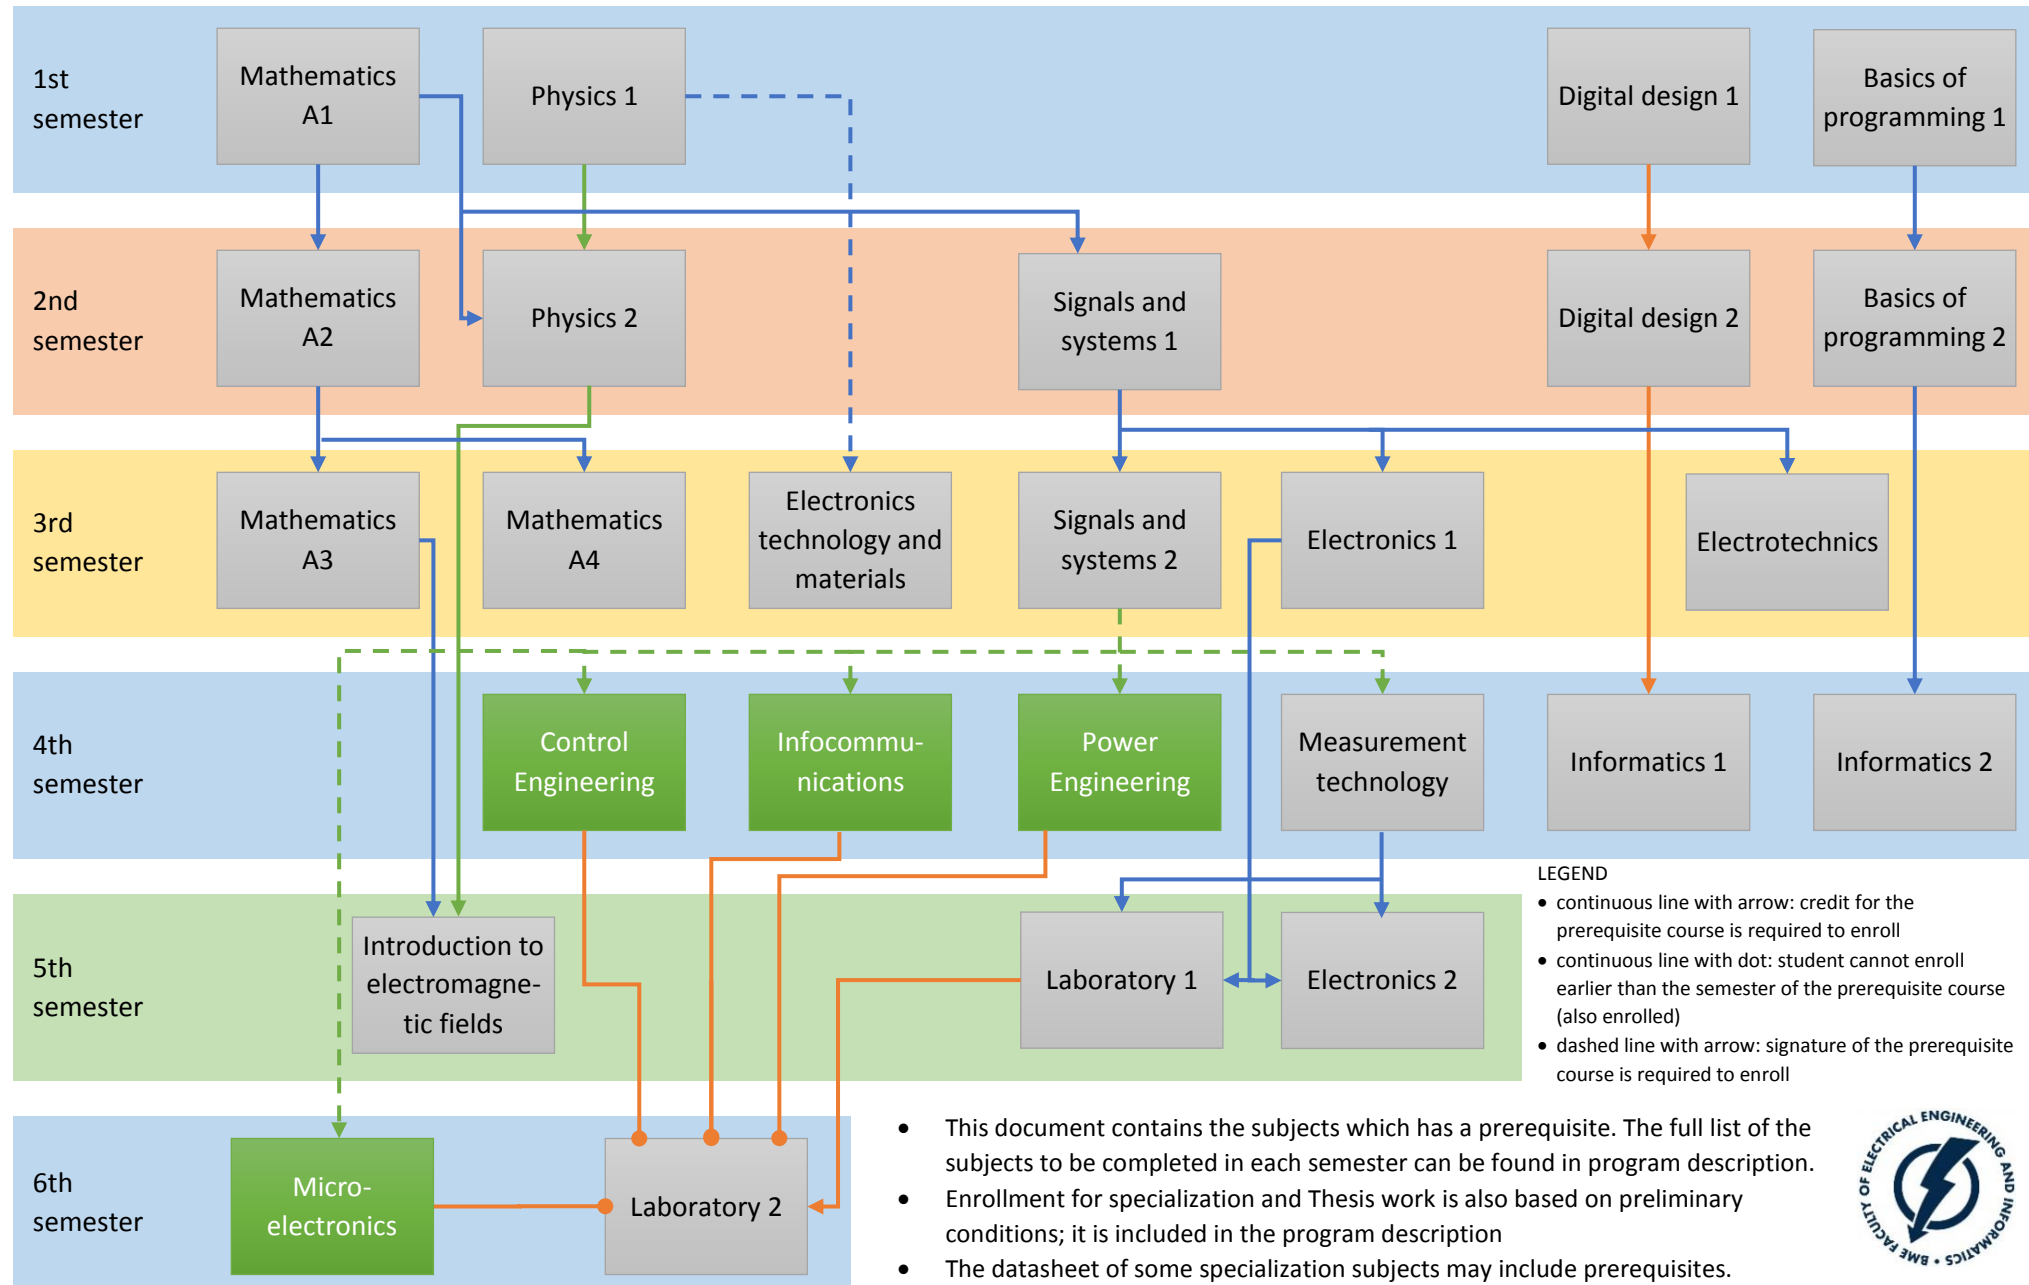 1st
semester
Mathematics
A1
Physics 1
Digital design 1
Basics of
programming 1
2nd
semester
Mathematics
A2
Physics 2
Signals and
systems 1
Digital design 2
Basics of
programming 2
3rd
semester
Mathematics
A3
Mathematics
A4
Electronics
technology and
materials
Signals and
systems 2
Electronics 1
Electrotechnics
4th
semester
Control
Engineering
Infocommu-
nications
Power
Engineering
Measurement
technology
Informatics 1
Informatics 2
5th
semester
Introduction to
electromagne-
tic fields
Laboratory 1
Electronics 2
LEGEND
• continuous line with arrow: credit for the
prerequisite course is required to enroll
• continuous line with dot: student cannot enroll
earlier than the semester of the prerequisite course
(also enrolled)
• dashed line with arrow: signature of the prerequisite
course is required to enroll
6th
semester
Micro-
electronics
Laboratory 2
• This document contains the subjects which has a prerequisite. The full list of the
subjects to be completed in each semester can be found in program description.
• Enrollment for specialization and Thesis work is also based on preliminary
conditions; it is included in the program description
• The datasheet of some specialization subjects may include prerequisites.
BME FACULTY OF ELECTRICAL ENGINEERING AND INFORMATICS •